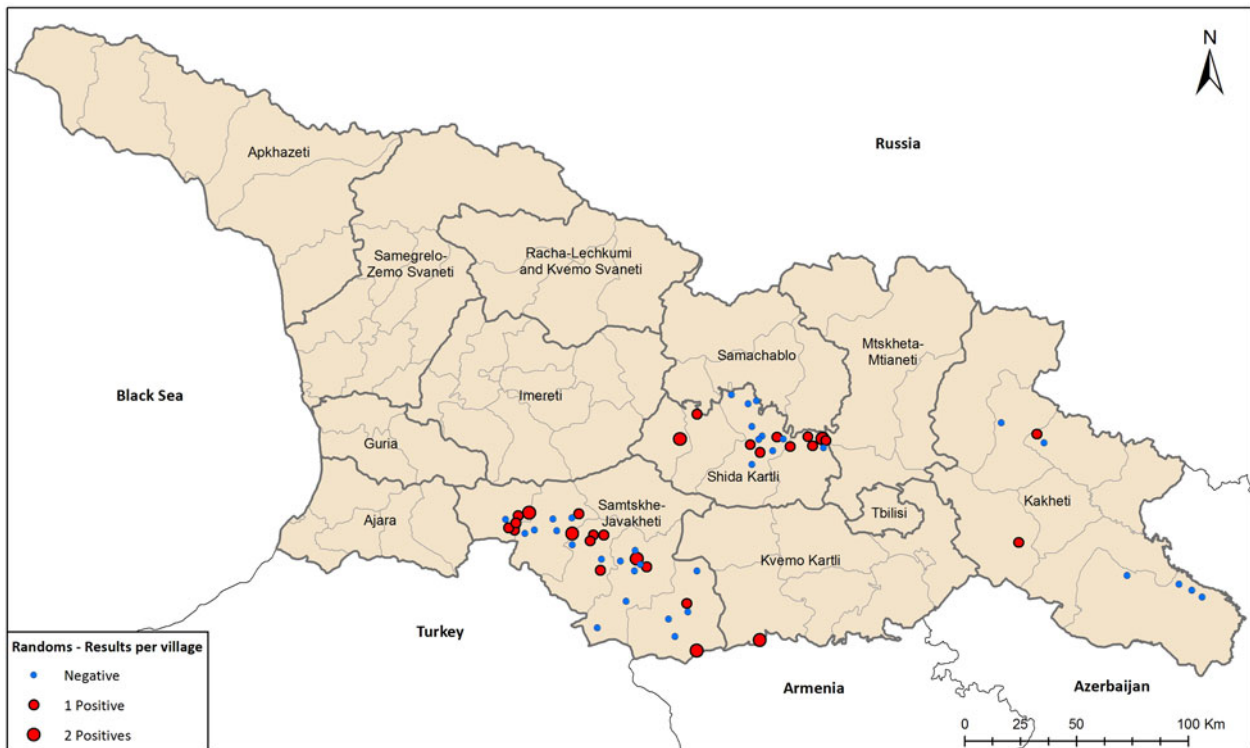 N
Russia
Apkhazeti
Samegrelo-
Zemo Svaneti
Racha-Lechkumi
and Kvemo Svaneti
Samachablo
Mtskheta-
Mtianeti
Black Sea
Imereti
Guria
Shida Kartli
Kakheti
Ajara
Samtskhe-
Javakheti
Tbilisi
Kvemo Kartli
Turkey
Armenia
Azerbaijan
Randoms - Results per village
Negative
1 Positive
2 Positives
0 25 50 100 Km